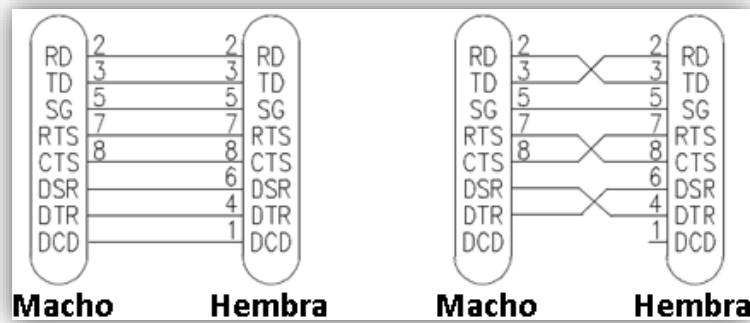 RD 2 2 RD
TD 3 3 TD
SG 5 5 SG
RTS 7 7 RTS
CTS 8 8 CTS
DSR 6 DSR
DTR 4 DTR
DCD 1 DCD
Macho Hembra
RD 2 2 RD
TD 3 3 TD
SG 5 5 SG
RTS 7 7 RTS
CTS 8 8 CTS
DSR 6 DSR
DTR 4 DTR
DCD 1 DCD
Macho Hembra